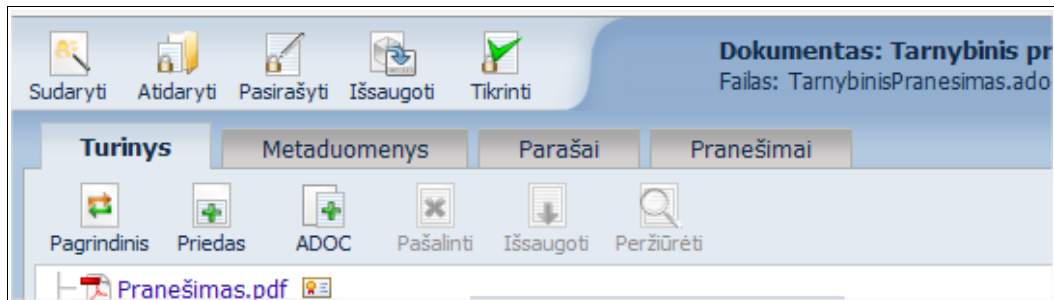 Sudaryti Atidaryti Pasirašyti Išsaugoti Tikrinti
Dokumentas: Tarnybinis pr
Failas: TarnybinisPranesimas.ado
Turinys Metaduomenys Parašai Pranešimai
Pagrindinis Priedas ADOC Pašalinti Išsaugoti Peržiūrėti
Pranešimas.pdf